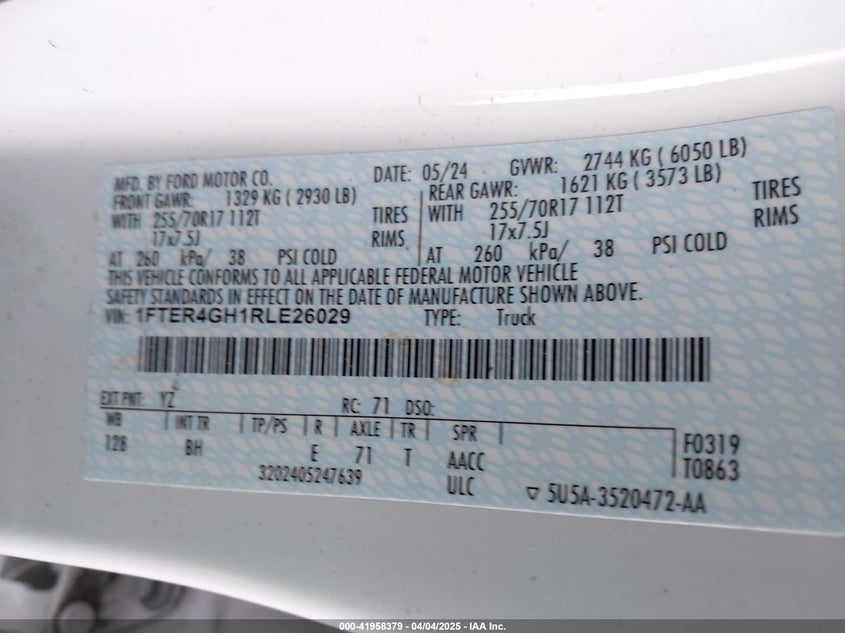 MFD. BY FORD MOTOR CO. DATE: 05/24 GVWR: 2744 KG ( 6050 LB)
FRONT GAWR: 1329 KG ( 2930 LB) REAR GAWR: 1621 KG ( 3573 LB)
WITH 255/70R17 112T TIRES WITH 255/70R17 112T TIRES
17x7.5J RIMS 17x7.5J RIMS
AT 260 kPa/ 38 PSI COLD AT 260 kPa/ 38 PSI COLD
THIS VEHICLE CONFORMS TO ALL APPLICABLE FEDERAL MOTOR VEHICLE
SAFETY STANDARDS IN EFFECT ON THE DATE OF MANUFACTURE SHOWN ABOVE.
VIN: 1FTER4GH1RLE26029 TYPE: Truck
EXT PNT: YZ RC: 71 DSO:
WB INT TR TP/PS R AXLE TR SPR F0319
128 BH E 71 T AACC T0863
3202405247639 ULC ▽ 5U5A-3520472-AA
000-41958379 - 04/04/2025 - IAA Inc.